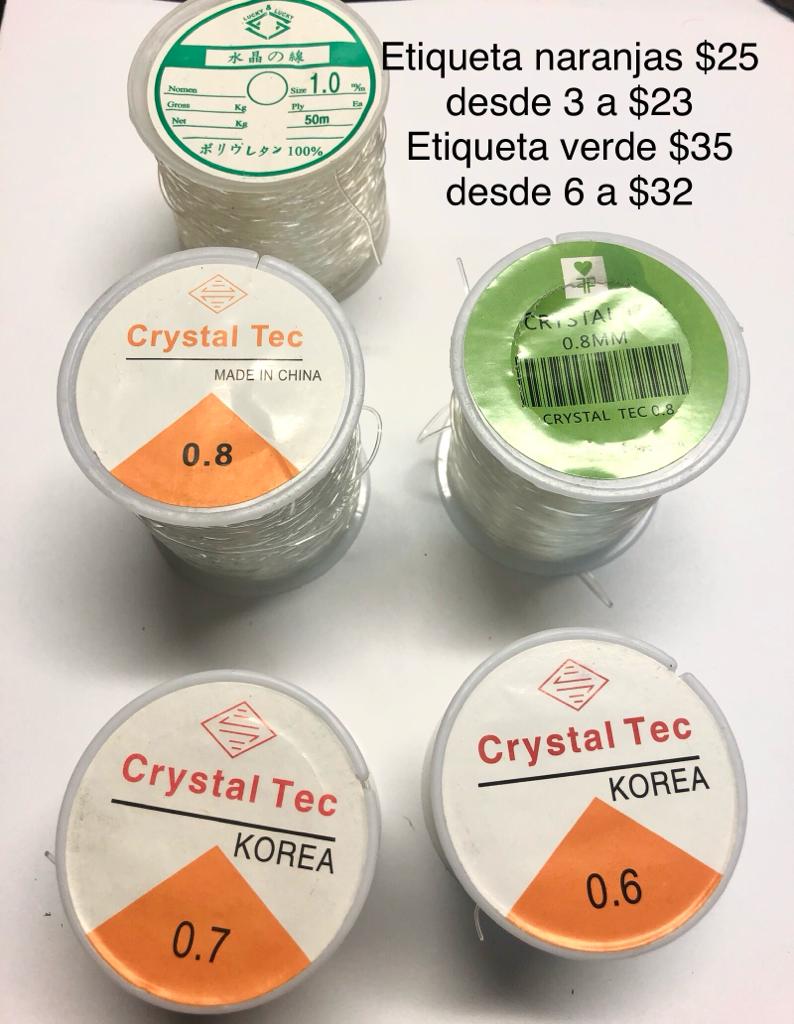 Etiqueta naranjas $25
desde 3 a $23
Etiqueta verde $35
desde 6 a $32
LUCKY & LUCKY
水晶の線
Nomen
Size 1.0 m/m
Gross Kg
Ply Ea
Net Kg
50m
ポリウレタン 100%
Crystal Tec
MADE IN CHINA
0.8
CRYSTAL
0.8MM
CRYSTAL TEC 0.8
Crystal Tec
KOREA
0.7
Crystal Tec
KOREA
0.6